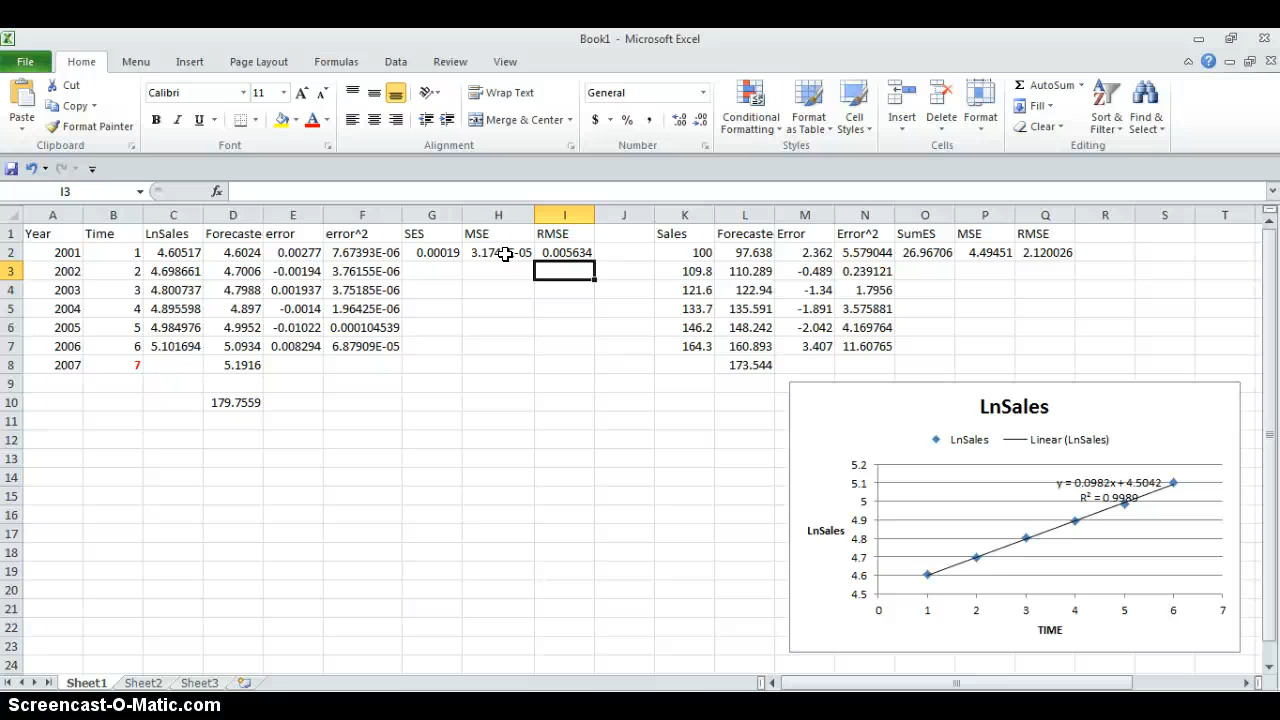 Book1 - Microsoft Excel
File Home Menu Insert Page Layout Formulas Data Review View
Paste Cut Copy Format Painter Clipboard
Calibri 11 A A B I U A Font
Wrap Text Merge & Center Alignment
General $ % , .0 .00 .00 .0 Number
Conditional Formatting Format as Table Cell Styles Styles
Insert Delete Format Cells
Σ AutoSum Fill Clear Sort & Filter Find & Select Editing
I3 fx
A B C D E F G H I J K L M N O P Q R S T
1 Year Time LnSales Forecaste error error^2 SES MSE RMSE Sales Forecaste Error Error^2 SumES MSE RMSE
2 2001 1 4.60517 4.6024 0.00277 7.67393E-06 0.00019 0.005634 100 97.638 2.362 5.579044 26.96706 4.49451 2.120026
3 2002 2 4.698661 4.7006 -0.00194 3.76155E-06 109.8 110.289 -0.489 0.239121
4 2003 3 4.800737 4.7988 0.001937 3.75185E-06 121.6 122.94 -1.34 1.7956
5 2004 4 4.895598 4.897 -0.0014 1.96425E-06 133.7 135.591 -1.891 3.575881
6 2005 5 4.984976 4.9952 -0.01022 0.000104539 146.2 148.242 -2.042 4.169764
7 2006 6 5.101694 5.0934 0.008294 6.87909E-05 164.3 160.893 3.407 11.60765
8 2007 7 5.1916 173.544
9
10 179.7559
11
12
13
14
15
16
17
18
19
20
21
22
23
24
LnSales
LnSales Linear (LnSales)
5.2
5.1
5
4.9
4.8
4.7
4.6
4.5
y = 0.0982x + 4.5042
R² = 0.9989
LnSales
0 1 2 3 4 5 6 7
TIME
Sheet1 Sheet2 Sheet3
Screencast-O-Matic.com